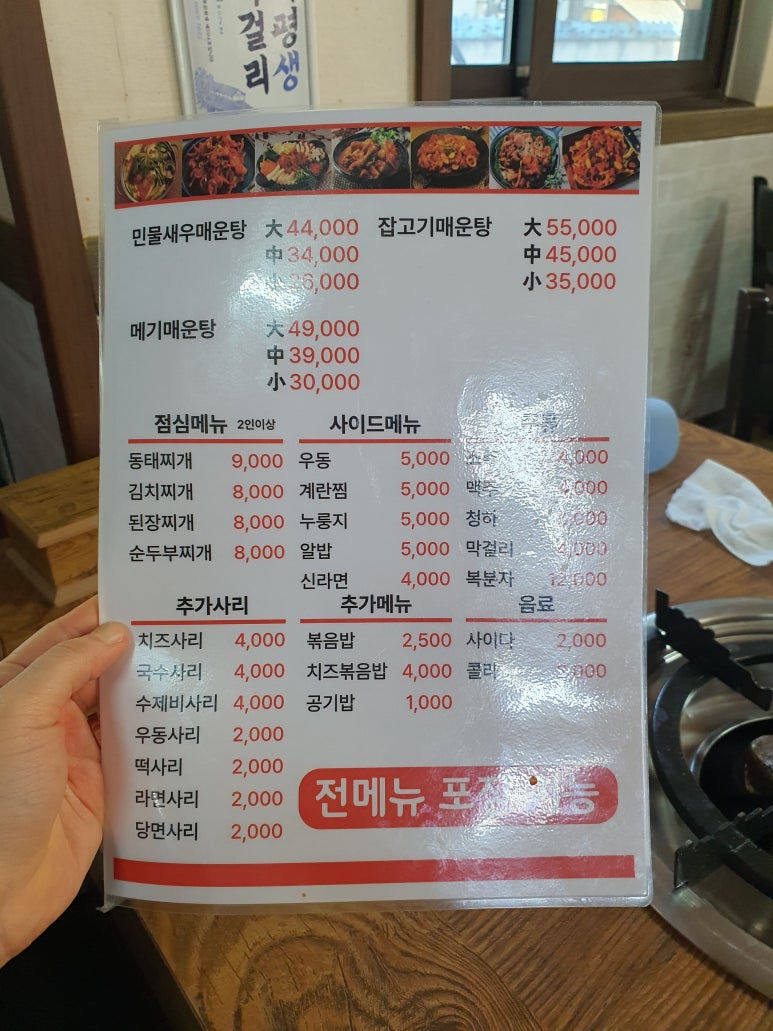 평생
걸리
민물새우매운탕 大 44,000
中 34,000
小
잡고기매운탕 大 55,000
中 45,000
小 35,000
메기매운탕 大 49,000
中 39,000
小 30,000
점심메뉴 2인이상
동태찌개 9,000
김치찌개 8,000
된장찌개 8,000
순두부찌개 8,000
사이드메뉴
우동 5,000
계란찜 5,000
누룽지 5,000
알밥 5,000
신라면 4,000
4,000
맥주 4,000
청하
막걸리 4,000
복분자 12,000
추가사리
치즈사리 4,000
국수사리 4,000
수제비사리 4,000
우동사리 2,000
떡사리 2,000
라면사리 2,000
당면사리 2,000
추가메뉴
볶음밥 2,500
치즈볶음밥 4,000
공기밥 1,000
음료
사이다 2,000
콜라 2,000
전메뉴 포장가능